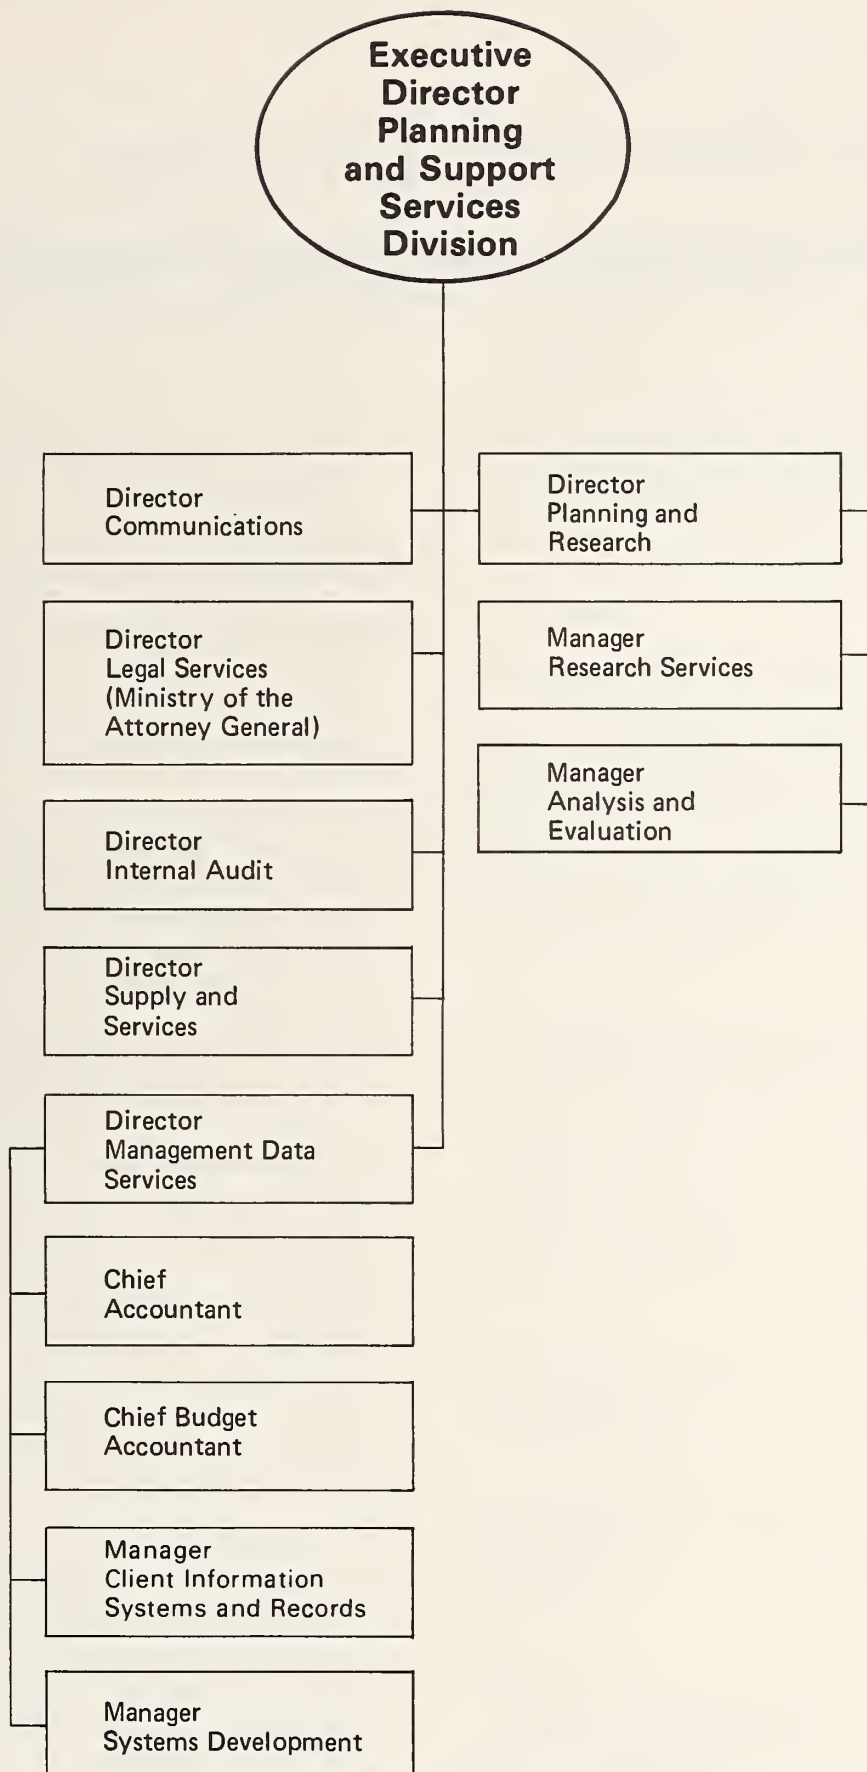 Executive
Director
Planning
and Support
Services
Division
Director
Communications
Director
Legal Services
(Ministry of the
Attorney General)
Director
Internal Audit
Director
Supply and
Services
Director
Management Data
Services
Chief
Accountant
Chief Budget
Accountant
Manager
Client Information
Systems and Records
Manager
Systems Development
Director
Planning and
Research
Manager
Research Services
Manager
Analysis and
Evaluation